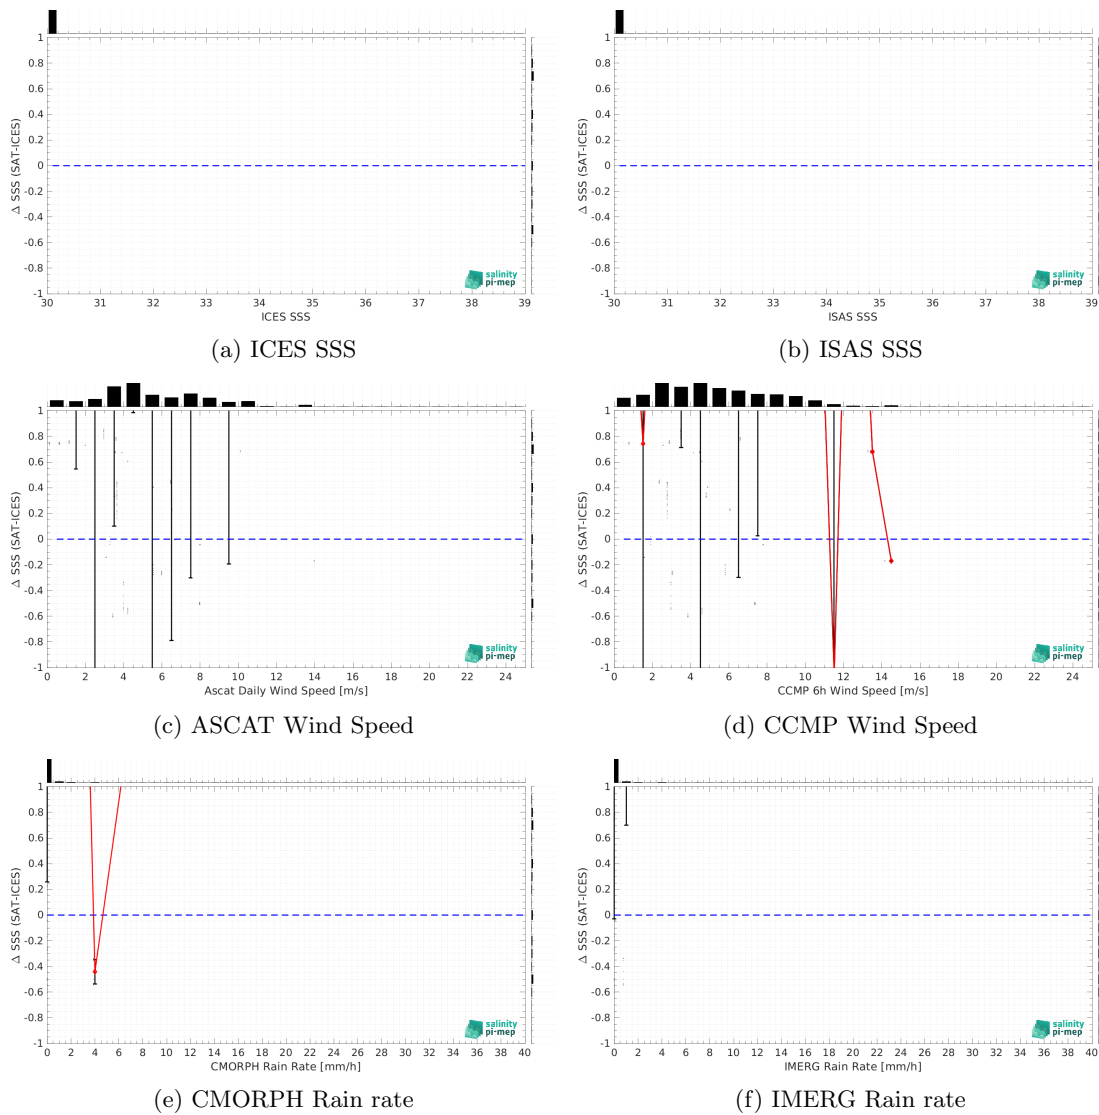 1
0.8
0.6
0.4
0.2
0
-0.2
-0.4
-0.6
-0.8
-1
Δ SSS (SAT-ICES)
30 31 32 33 34 35 36 37 38 39
ICES SSS
salinity
pi-mep
(a) ICES SSS
1
0.8
0.6
0.4
0.2
0
-0.2
-0.4
-0.6
-0.8
-1
Δ SSS (SAT-ICES)
30 31 32 33 34 35 36 37 38 39
ISAS SSS
salinity
pi-mep
(b) ISAS SSS
1
0.8
0.6
0.4
0.2
0
-0.2
-0.4
-0.6
-0.8
-1
Δ SSS (SAT-ICES)
0 2 4 6 8 10 12 14 16 18 20 22 24
Ascat Daily Wind Speed [m/s]
salinity
pi-mep
(c) ASCAT Wind Speed
1
0.8
0.6
0.4
0.2
0
-0.2
-0.4
-0.6
-0.8
-1
Δ SSS (SAT-ICES)
0 2 4 6 8 10 12 14 16 18 20 22 24
CCMP 6h Wind Speed [m/s]
salinity
pi-mep
(d) CCMP Wind Speed
1
0.8
0.6
0.4
0.2
0
-0.2
-0.4
-0.6
-0.8
-1
Δ SSS (SAT-ICES)
0 2 4 6 8 10 12 14 16 18 20 22 24 26 28 30 32 34 36 38 40
CMORPH Rain Rate [mm/h]
salinity
pi-mep
(e) CMORPH Rain rate
1
0.8
0.6
0.4
0.2
0
-0.2
-0.4
-0.6
-0.8
-1
Δ SSS (SAT-ICES)
0 2 4 6 8 10 12 14 16 18 20 22 24 26 28 30 32 34 36 38 40
IMERG Rain Rate [mm/h]
salinity
pi-mep
(f) IMERG Rain rate